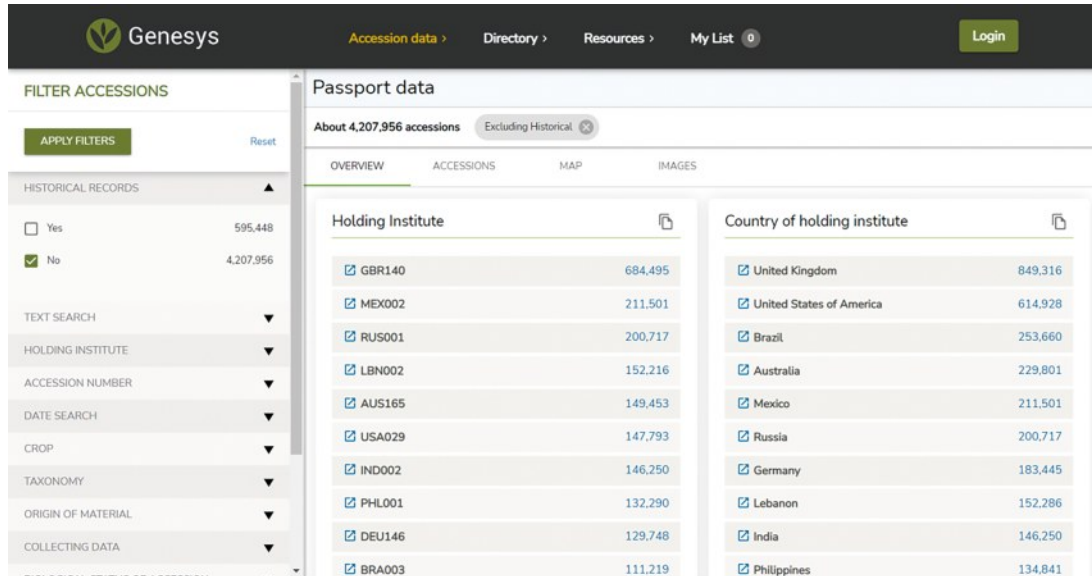 Genesys
Accession data >
Directory >
Resources >
My List 0
Login
FILTER ACCESSIONS
APPLY FILTERS
Reset
HISTORICAL RECORDS
Yes 595,448
No 4,207,956
TEXT SEARCH
HOLDING INSTITUTE
ACCESSION NUMBER
DATE SEARCH
CROP
TAXONOMY
ORIGIN OF MATERIAL
COLLECTING DATA
BIOLOGICAL STATUS OF ACCESSION
Passport data
About 4,207,956 accessions
Excluding Historical
OVERVIEW
ACCESSIONS
MAP
IMAGES
Holding Institute
GBR140 684,495
MEX002 211,501
RUS001 200,717
LBN002 152,216
AUS165 149,453
USA029 147,793
IND002 146,250
PHL001 132,290
DEU146 129,748
BRA003 111,219
Country of holding institute
United Kingdom 849,316
United States of America 614,928
Brazil 253,660
Australia 229,801
Mexico 211,501
Russia 200,717
Germany 183,445
Lebanon 152,286
India 146,250
Philippines 134,841